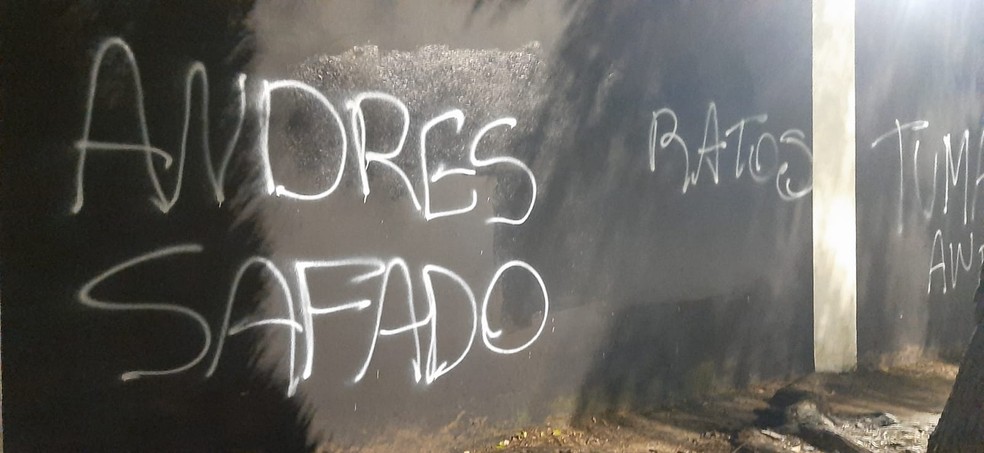 ANDRES
SAFADO
RATOS